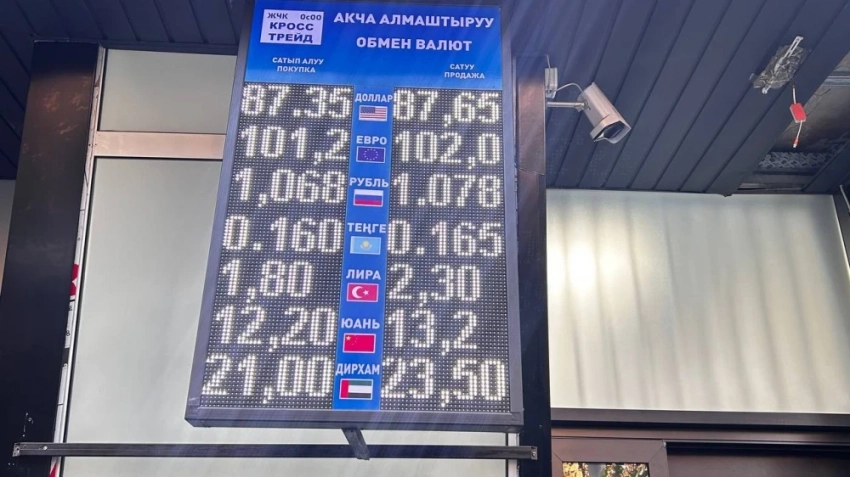 ЖЧК ОсОО
КРОСС
ТРЕЙД
АКЧА АЛМАШТЫРУУ
ОБМЕН ВАЛЮТ
САТЫП АЛУУ
ПОКУПКА
САТУУ
ПРОДАЖА
87.35 ДОЛЛАР 87,65
101,2 ЕВРО 102,0
1,068 РУБЛЬ 1.078
0.160 ТЕҢГЕ 0.165
1,80 ЛИРА 2,30
12,20 ЮАНЬ 13,2
21,00 ДИРХАМ 23,50